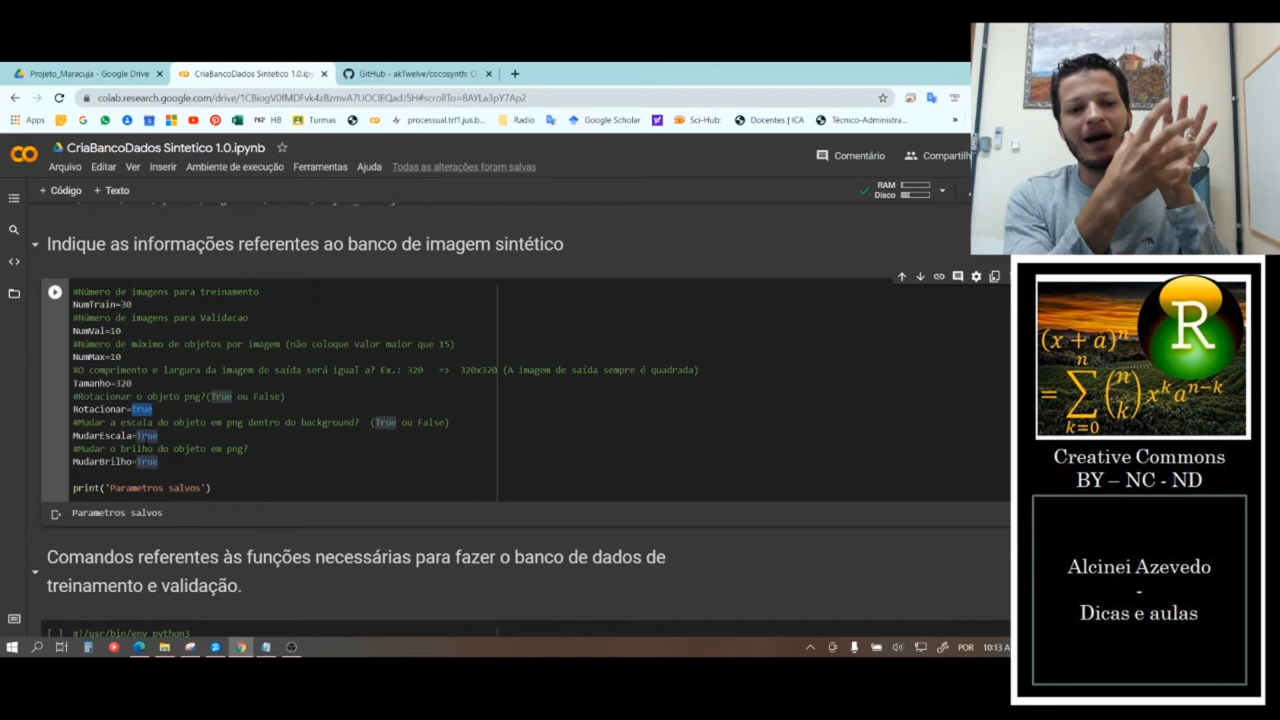 Projeto_Maracuja - Google Drive
CriaBancoDados Sintetico 1.0.ipy
GitHub - akTwelve/cocosynth: CO
colab.research.google.com/drive/1CBiogV0fMDFvk4zBzmvA7UOClEQadJ5H#scrollTo=8AYLa3pY7Ap2
Apps
PKP HB
Turmas
processual.trf1.jus.b...
Radio
Google Scholar
Sci-Hub:
Docentes | ICA
Técnico-Administra...
CriaBancoDados Sintetico 1.0.ipynb
Comentário
Compartilh
Arquivo Editar Ver Inserir Ambiente de execução Ferramentas Ajuda Todas as alterações foram salvas
+ Código + Texto
RAM
Disco
Indique as informações referentes ao banco de imagem sintético
#Número de imagens para treinamento
NumTrain=30
#Número de imagens para Validacao
NumVal=10
#Número de máximo de objetos por imagem (não coloque valor maior que 15)
NumMax=10
#O comprimento e largura da imagem de saída será igual a? Ex.: 320 => 320x320 (A imagem de saída sempre é quadrada)
Tamanho=320
#Rotacionar o objeto png?(True ou False)
Rotacionar=True
#Mudar a escala do objeto em png dentro do background? (True ou False)
MudarEscala=True
#Mudar o brilho do objeto em png?
MudarBrilho=True
print('Parametros salvos')
Parametros salvos
Comandos referentes às funções necessárias para fazer o banco de dados de
treinamento e validação.
[ ] #!/usr/bin/env python3
POR 10:13 A
R
(x + a)^n
= ∑ n k=0 (n k) x^k a^{n−k}
Creative Commons
BY – NC - ND
Alcinei Azevedo
-
Dicas e aulas